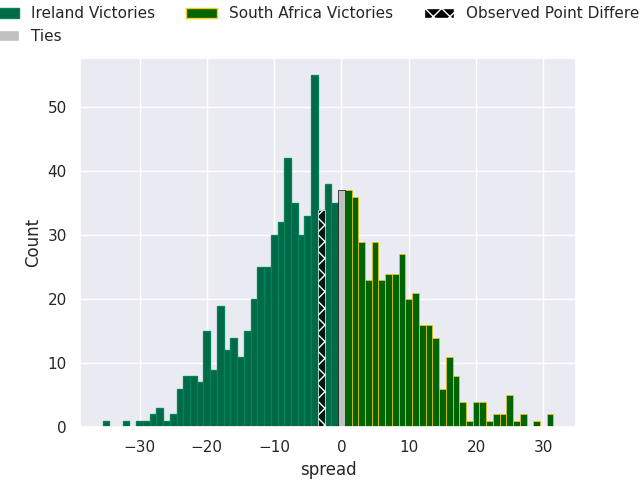 Ireland Victories
South Africa Victories
Observed Point Differe
Ties
Count
50
40
30
20
10
0
−30 −20 −10 0 10 20 30
spread